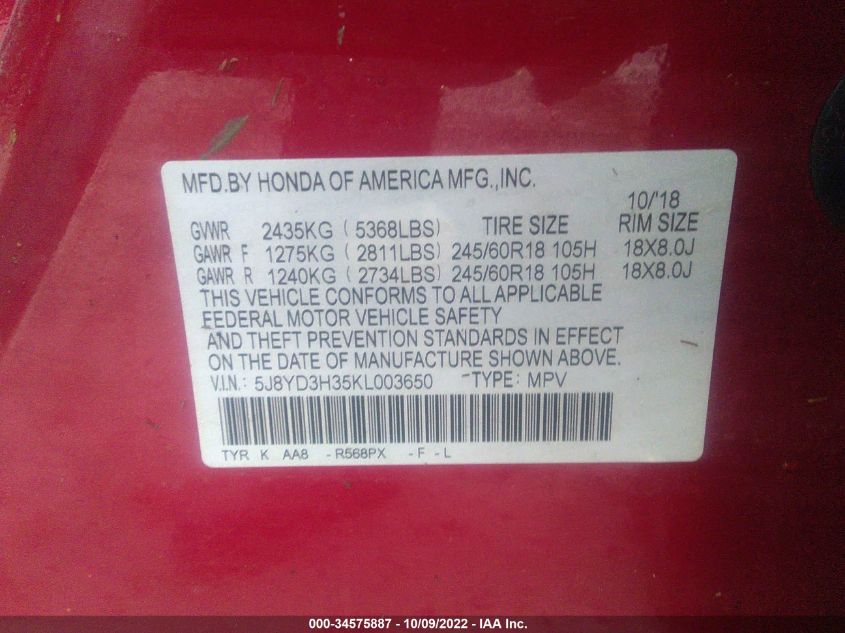 MFD.BY HONDA OF AMERICA MFG.,INC.
10/'18
GVWR 2435KG ( 5368LBS) TIRE SIZE RIM SIZE
GAWR F 1275KG ( 2811LBS) 245/60R18 105H 18X8.0J
GAWR R 1240KG ( 2734LBS) 245/60R18 105H 18X8.0J
THIS VEHICLE CONFORMS TO ALL APPLICABLE
FEDERAL MOTOR VEHICLE SAFETY
AND THEFT PREVENTION STANDARDS IN EFFECT
ON THE DATE OF MANUFACTURE SHOWN ABOVE.
V.I.N.: 5J8YD3H35KL003650 TYPE: MPV
TYR K AA8 -R568PX -F -L
000-34575887 - 10/09/2022 - IAA Inc.